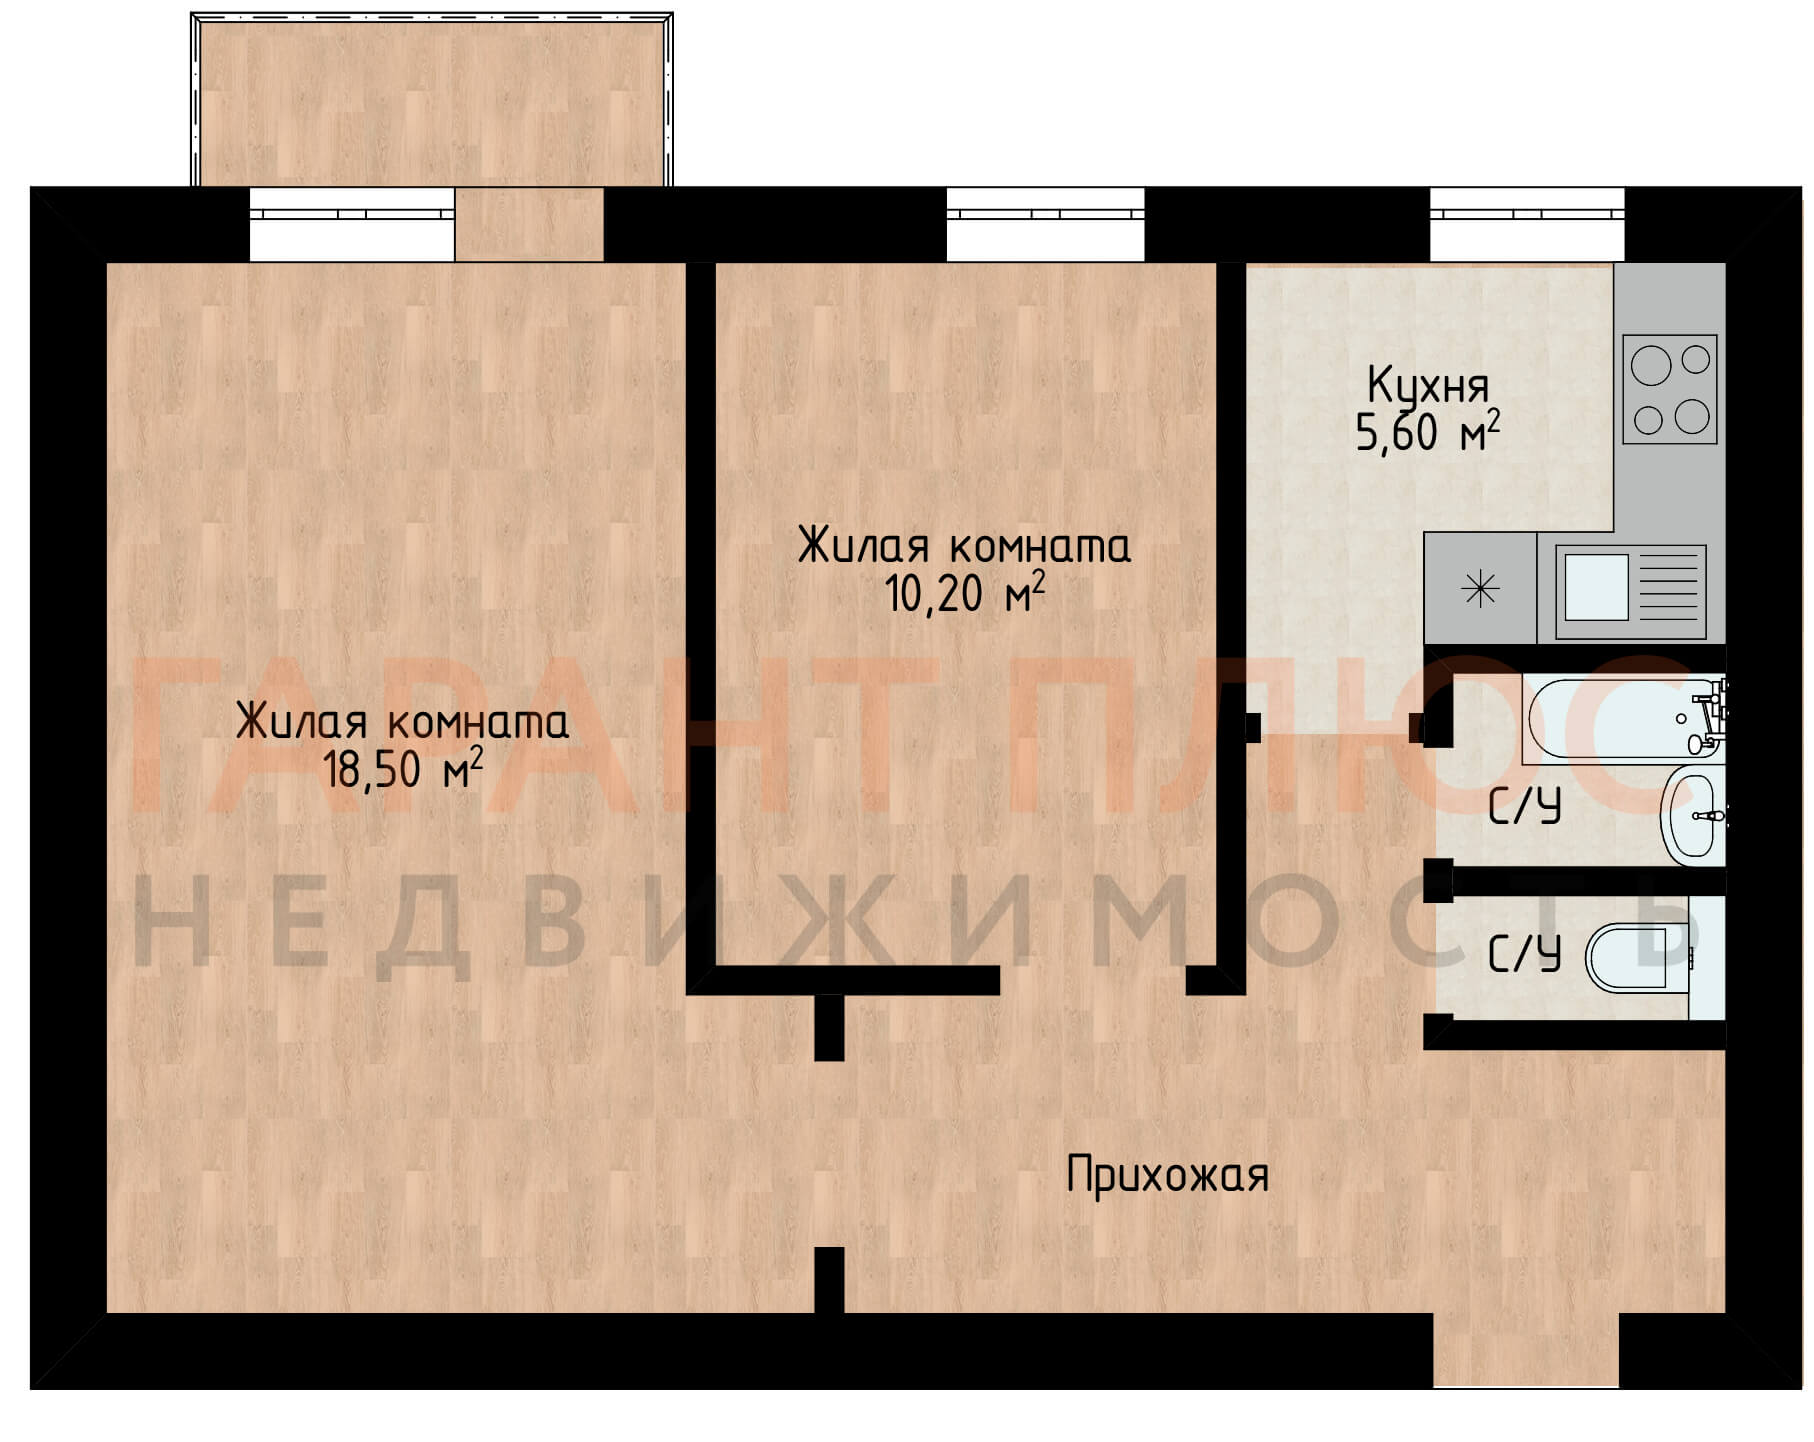 Кухня
5,60 м²
Жилая комната
10,20 м²
Жилая комната
18,50 м²
ГАРАНТ ПЛЮС
НЕДВИЖИМОСТЬ
С/У
С/У
Прихожая